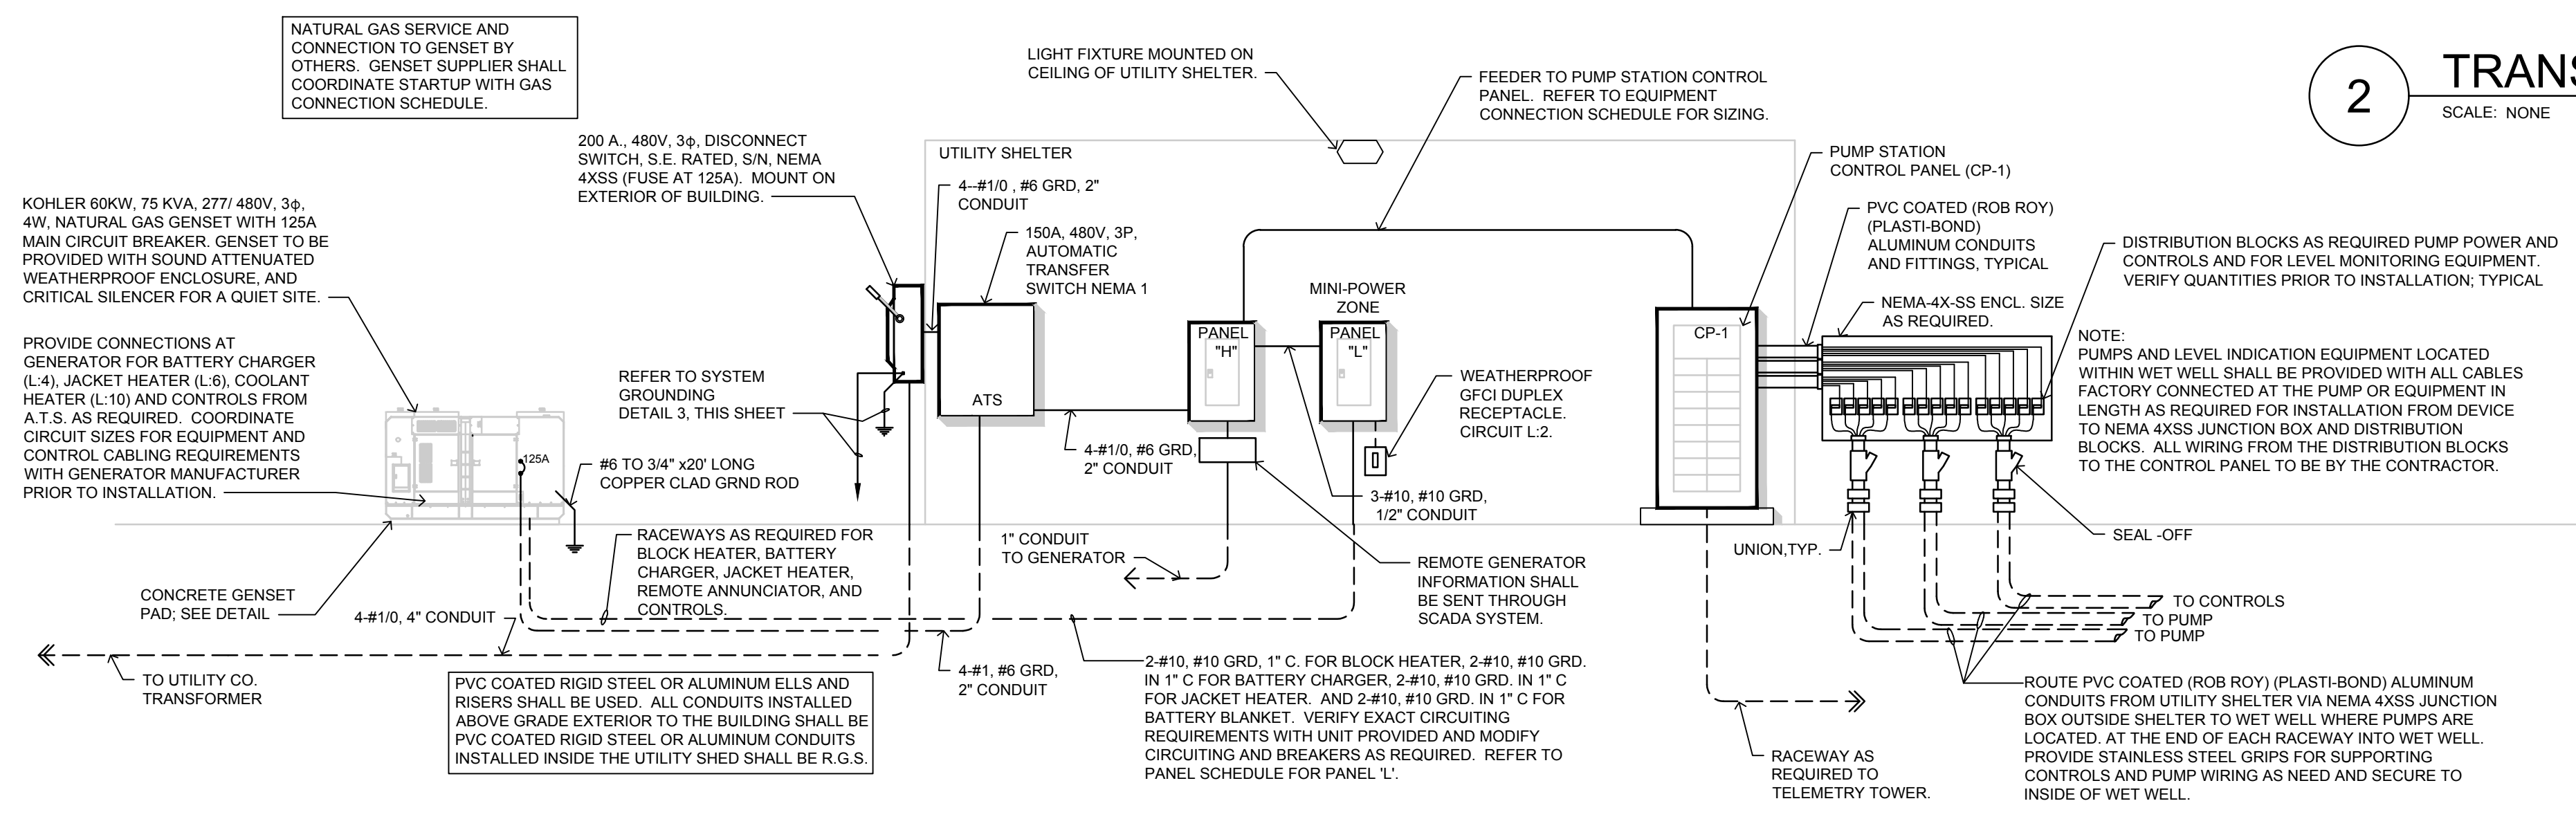 NATURAL GAS SERVICE AND
CONNECTION TO GENSET BY
OTHERS. GENSET SUPPLIER SHALL
COORDINATE STARTUP WITH GAS
CONNECTION SCHEDULE.
LIGHT FIXTURE MOUNTED ON
CEILING OF UTILITY SHELTER.
FEEDER TO PUMP STATION CONTROL
PANEL. REFER TO EQUIPMENT
CONNECTION SCHEDULE FOR SIZING.
2
TRANS
SCALE: NONE
200 A., 480V, 3ϕ, DISCONNECT
SWITCH, S.E. RATED, S/N, NEMA
4XSS (FUSE AT 125A). MOUNT ON
EXTERIOR OF BUILDING.
UTILITY SHELTER
4--#1/0 , #6 GRD, 2"
CONDUIT
150A, 480V, 3P,
AUTOMATIC
TRANSFER
SWITCH NEMA 1
PUMP STATION
CONTROL PANEL (CP-1)
PVC COATED (ROB ROY)
(PLASTI-BOND)
ALUMINUM CONDUITS
AND FITTINGS, TYPICAL
DISTRIBUTION BLOCKS AS REQUIRED PUMP POWER AND
CONTROLS AND FOR LEVEL MONITORING EQUIPMENT.
VERIFY QUANTITIES PRIOR TO INSTALLATION; TYPICAL
KOHLER 60KW, 75 KVA, 277/ 480V, 3ϕ,
4W, NATURAL GAS GENSET WITH 125A
MAIN CIRCUIT BREAKER. GENSET TO BE
PROVIDED WITH SOUND ATTENUATED
WEATHERPROOF ENCLOSURE, AND
CRITICAL SILENCER FOR A QUIET SITE.
MINI-POWER
ZONE
NEMA-4X-SS ENCL. SIZE
AS REQUIRED.
PANEL
"H"
PANEL
"L"
CP-1
ATS
PROVIDE CONNECTIONS AT
GENERATOR FOR BATTERY CHARGER
(L:4), JACKET HEATER (L:6), COOLANT
HEATER (L:10) AND CONTROLS FROM
A.T.S. AS REQUIRED. COORDINATE
CIRCUIT SIZES FOR EQUIPMENT AND
CONTROL CABLING REQUIREMENTS
WITH GENERATOR MANUFACTURER
PRIOR TO INSTALLATION.
NOTE:
PUMPS AND LEVEL INDICATION EQUIPMENT LOCATED
WITHIN WET WELL SHALL BE PROVIDED WITH ALL CABLES
FACTORY CONNECTED AT THE PUMP OR EQUIPMENT IN
LENGTH AS REQUIRED FOR INSTALLATION FROM DEVICE
TO NEMA 4XSS JUNCTION BOX AND DISTRIBUTION
BLOCKS. ALL WIRING FROM THE DISTRIBUTION BLOCKS
TO THE CONTROL PANEL TO BE BY THE CONTRACTOR.
REFER TO SYSTEM
GROUNDING
DETAIL 3, THIS SHEET
WEATHERPROOF
GFCI DUPLEX
RECEPTACLE.
CIRCUIT L:2.
125A
#6 TO 3/4" x20' LONG
COPPER CLAD GRND ROD
4-#1/0, #6 GRD,
2" CONDUIT
3-#10, #10 GRD,
1/2" CONDUIT
RACEWAYS AS REQUIRED FOR
BLOCK HEATER, BATTERY
CHARGER, JACKET HEATER,
REMOTE ANNUNCIATOR, AND
CONTROLS.
1" CONDUIT
TO GENERATOR
REMOTE GENERATOR
INFORMATION SHALL
BE SENT THROUGH
SCADA SYSTEM.
UNION,TYP.
SEAL -OFF
CONCRETE GENSET
PAD; SEE DETAIL
4-#1/0, 4" CONDUIT
TO CONTROLS
TO PUMP
TO PUMP
TO UTILITY CO.
TRANSFORMER
PVC COATED RIGID STEEL OR ALUMINUM ELLS AND
RISERS SHALL BE USED. ALL CONDUITS INSTALLED
ABOVE GRADE EXTERIOR TO THE BUILDING SHALL BE
PVC COATED RIGID STEEL OR ALUMINUM CONDUITS
INSTALLED INSIDE THE UTILITY SHED SHALL BE R.G.S.
4-#1, #6 GRD,
2" CONDUIT
2-#10, #10 GRD, 1" C. FOR BLOCK HEATER, 2-#10, #10 GRD.
IN 1" C FOR BATTERY CHARGER, 2-#10, #10 GRD. IN 1" C
FOR JACKET HEATER. AND 2-#10, #10 GRD. IN 1" C FOR
BATTERY BLANKET. VERIFY EXACT CIRCUITING
REQUIREMENTS WITH UNIT PROVIDED AND MODIFY
CIRCUITING AND BREAKERS AS REQUIRED. REFER TO
PANEL SCHEDULE FOR PANEL 'L'.
RACEWAY AS
REQUIRED TO
TELEMETRY TOWER.
ROUTE PVC COATED (ROB ROY) (PLASTI-BOND) ALUMINUM
CONDUITS FROM UTILITY SHELTER VIA NEMA 4XSS JUNCTION
BOX OUTSIDE SHELTER TO WET WELL WHERE PUMPS ARE
LOCATED. AT THE END OF EACH RACEWAY INTO WET WELL.
PROVIDE STAINLESS STEEL GRIPS FOR SUPPORTING
CONTROLS AND PUMP WIRING AS NEED AND SECURE TO
INSIDE OF WET WELL.